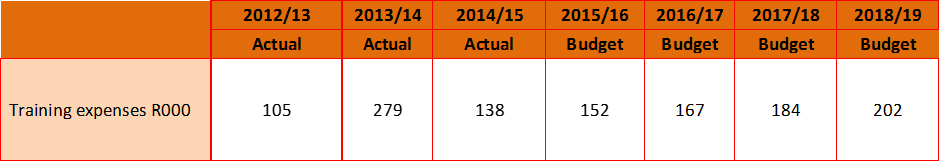 2012/13 2013/14 2014/15 2015/16 2016/17 2017/18 2018/19
Actual Actual Actual Budget Budget Budget Budget
Training expenses R000 105 279 138 152 167 184 202